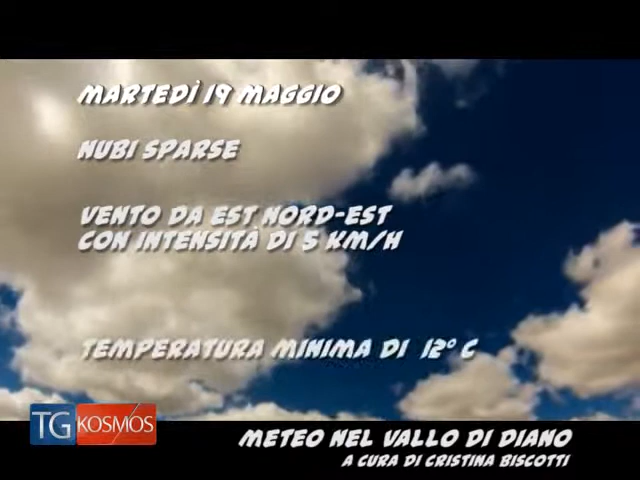 MARTEDÌ 19 MAGGIO
NUBI SPARSE
VENTO DA EST NORD-EST
CON INTENSITÀ DI 5 KM/H
TEMPERATURA MINIMA DI 12° C
TG KOSMOS
METEO NEL VALLO DI DIANO
A CURA DI CRISTINA BISCOTTI